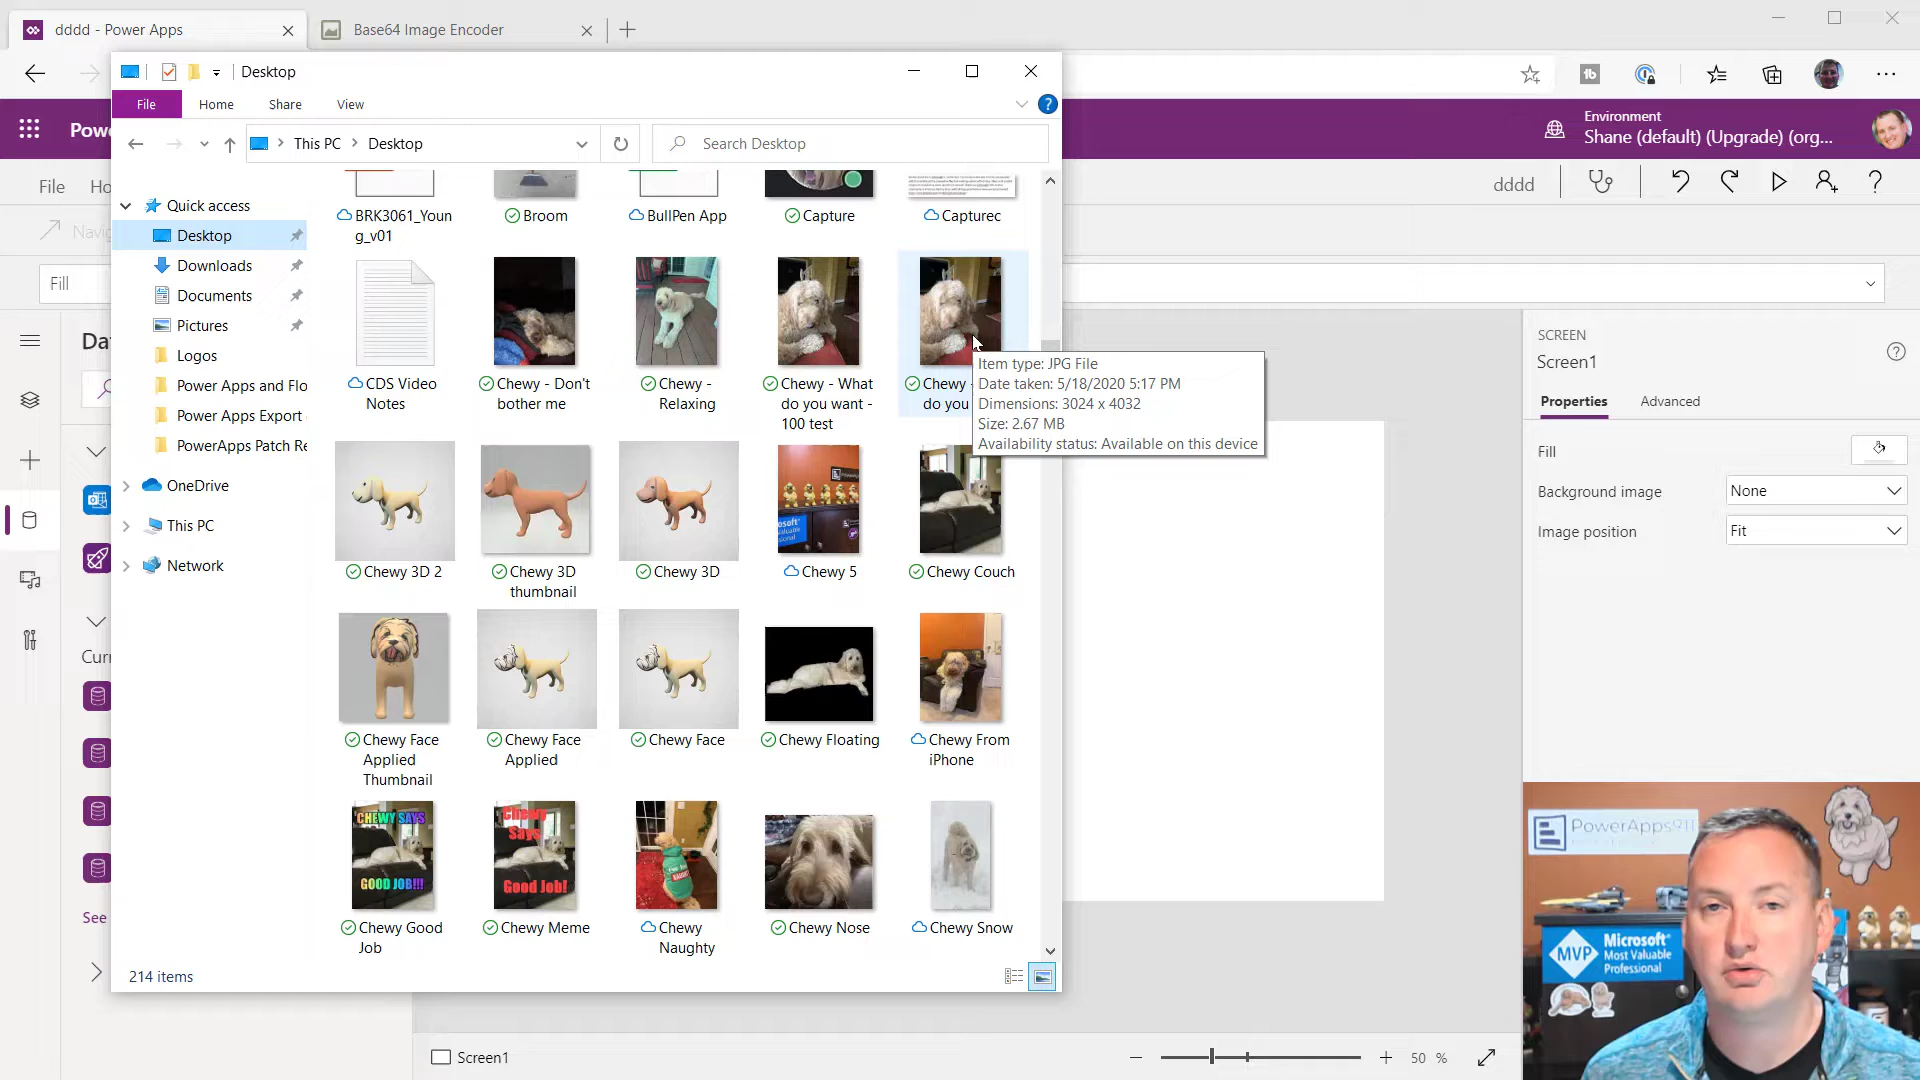 dddd - Power Apps
Base64 Image Encoder
Desktop
File
Home
Share
View
This PC
Desktop
Search Desktop
Environment
Shane (default) (Upgrade) (org...
File
dddd
Fill
Quick access
Desktop
Downloads
Documents
Pictures
Logos
Power Apps and Flo
Power Apps Export
PowerApps Patch Re
OneDrive
This PC
Network
BRK3061_Youn
g_v01
Broom
BullPen App
Capture
Capturec
CDS Video
Notes
Chewy - Don't
bother me
Chewy -
Relaxing
Chewy - What
do you want -
100 test
Chewy
do you
Item type: JPG File
Date taken: 5/18/2020 5:17 PM
Dimensions: 3024 x 4032
Size: 2.67 MB
Availability status: Available on this device
Chewy 3D 2
Chewy 3D
thumbnail
Chewy 3D
Chewy 5
Chewy Couch
Chewy Face
Applied
Thumbnail
Chewy Face
Applied
Chewy Face
Chewy Floating
Chewy From
iPhone
CHEWY SAYS
GOOD JOB!!!
Chewy
Says
Good Job!
Chewy Good
Job
Chewy Meme
Chewy
Naughty
Chewy Nose
Chewy Snow
214 items
See
SCREEN
Screen1
Properties
Advanced
Fill
Background image
None
Image position
Fit
PowerApps911
MVP
Microsoft®
Most Valuable
Professional
Screen1
50 %